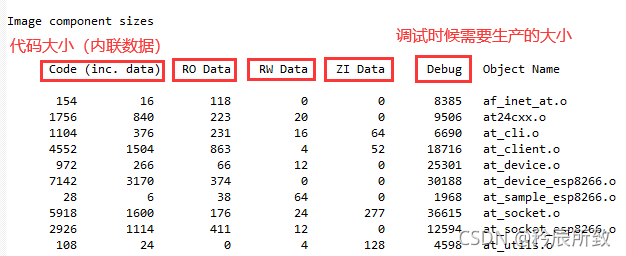 Image component sizes
代码大小（内联数据） 调试时候需要生产的大小
Code (inc. data) RO Data RW Data ZI Data Debug Object Name
154 16 118 0 0 8385 af_inet_at.o
1756 840 223 20 0 9506 at24cxx.o
1104 376 231 16 64 6690 at_cli.o
4552 1504 863 4 52 18716 at_client.o
972 266 66 12 0 25301 at_device.o
7142 3170 374 0 0 30188 at_device_esp8266.o
28 6 38 64 0 1968 at_sample_esp8266.o
5918 1600 176 24 277 36615 at_socket.o
2926 1114 411 12 0 12594 at_socket_esp8266.o
108 24 0 4 128 4598 at_utils.o
CSDN @矜辰所致